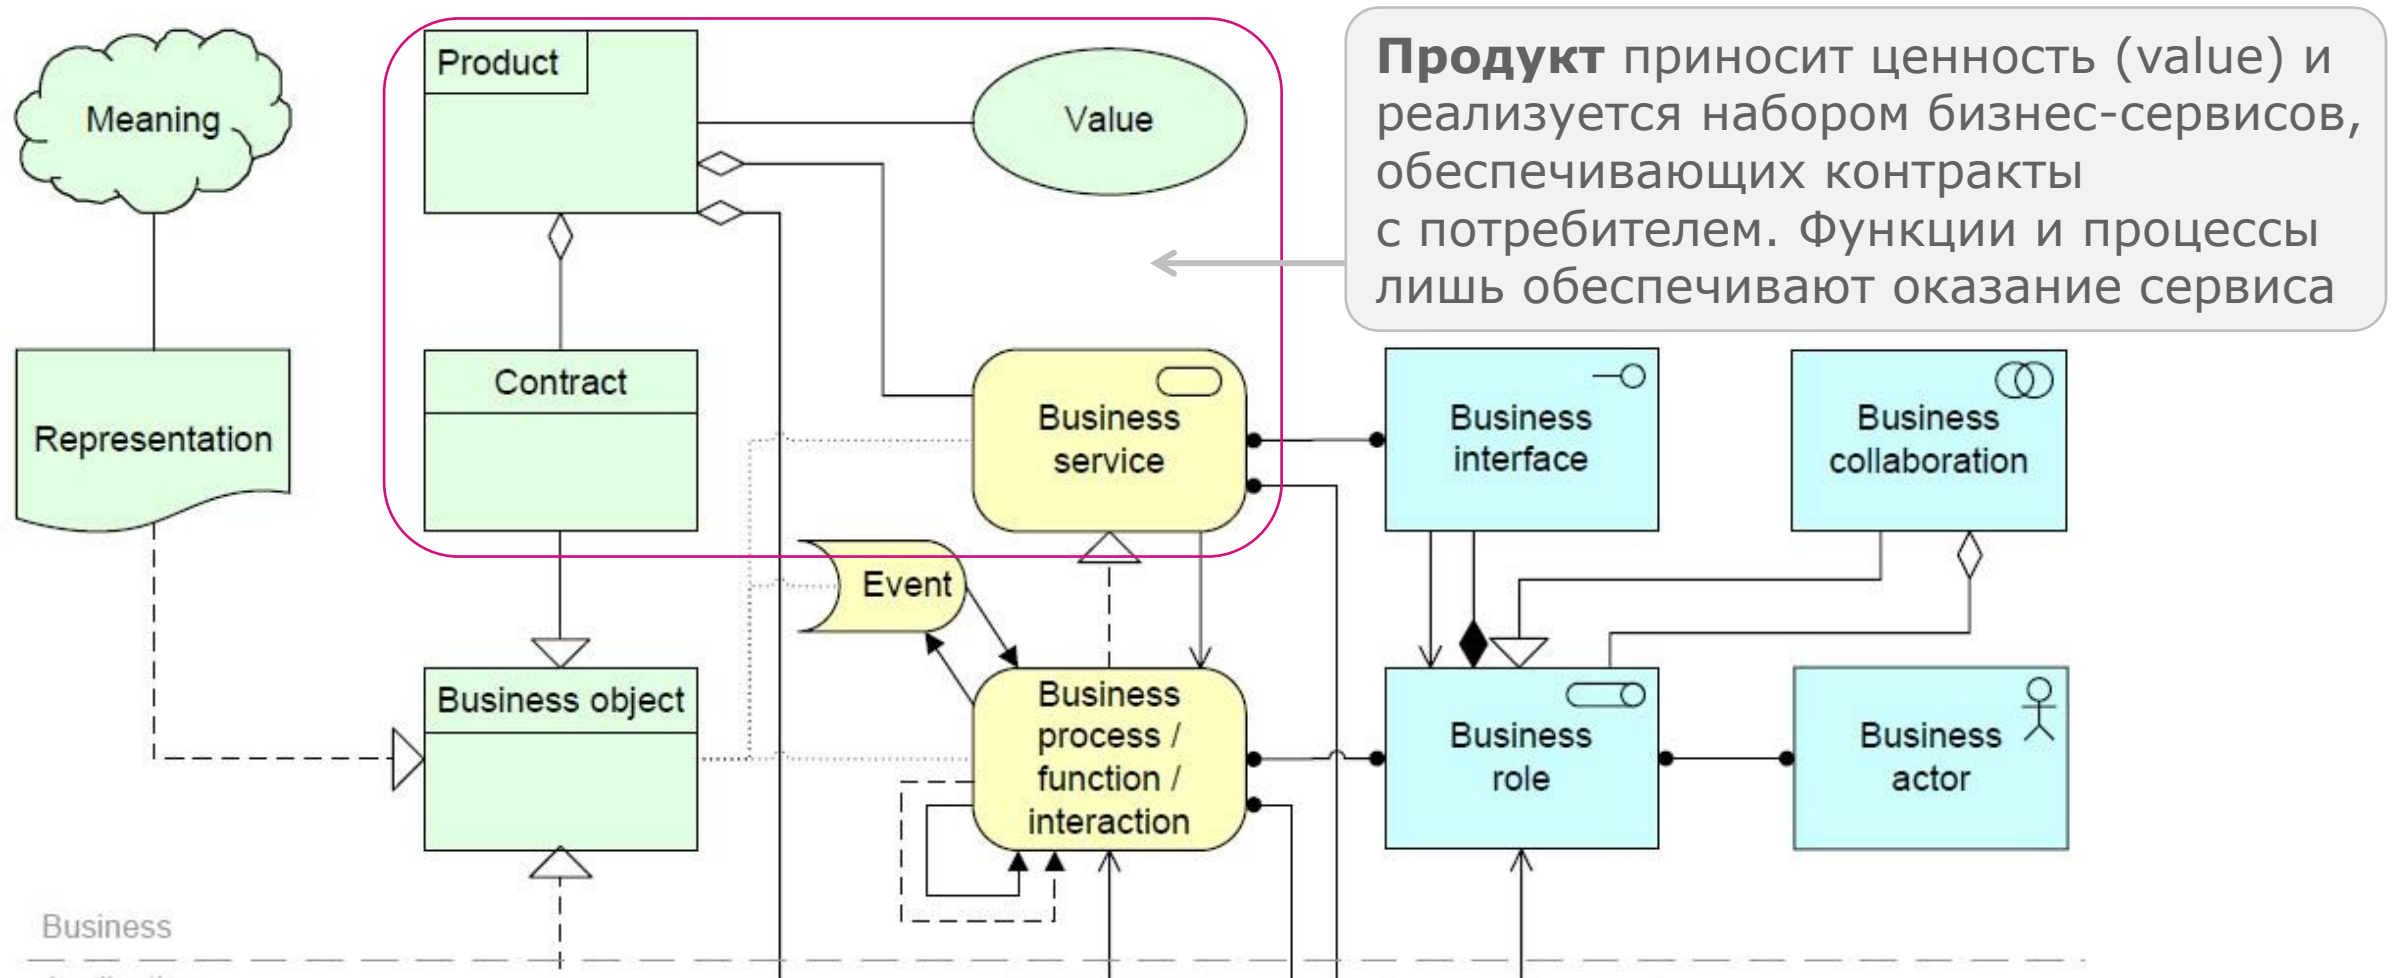 Product
Meaning
Value
Продукт приносит ценность (value) и
реализуется набором бизнес-сервисов,
обеспечивающих контракты
с потребителем. Функции и процессы
лишь обеспечивают оказание сервиса
Representation
Contract
Business
service
Business
interface
Business
collaboration
Event
Business object
Business
process /
function /
interaction
Business
role
Business
actor
Business